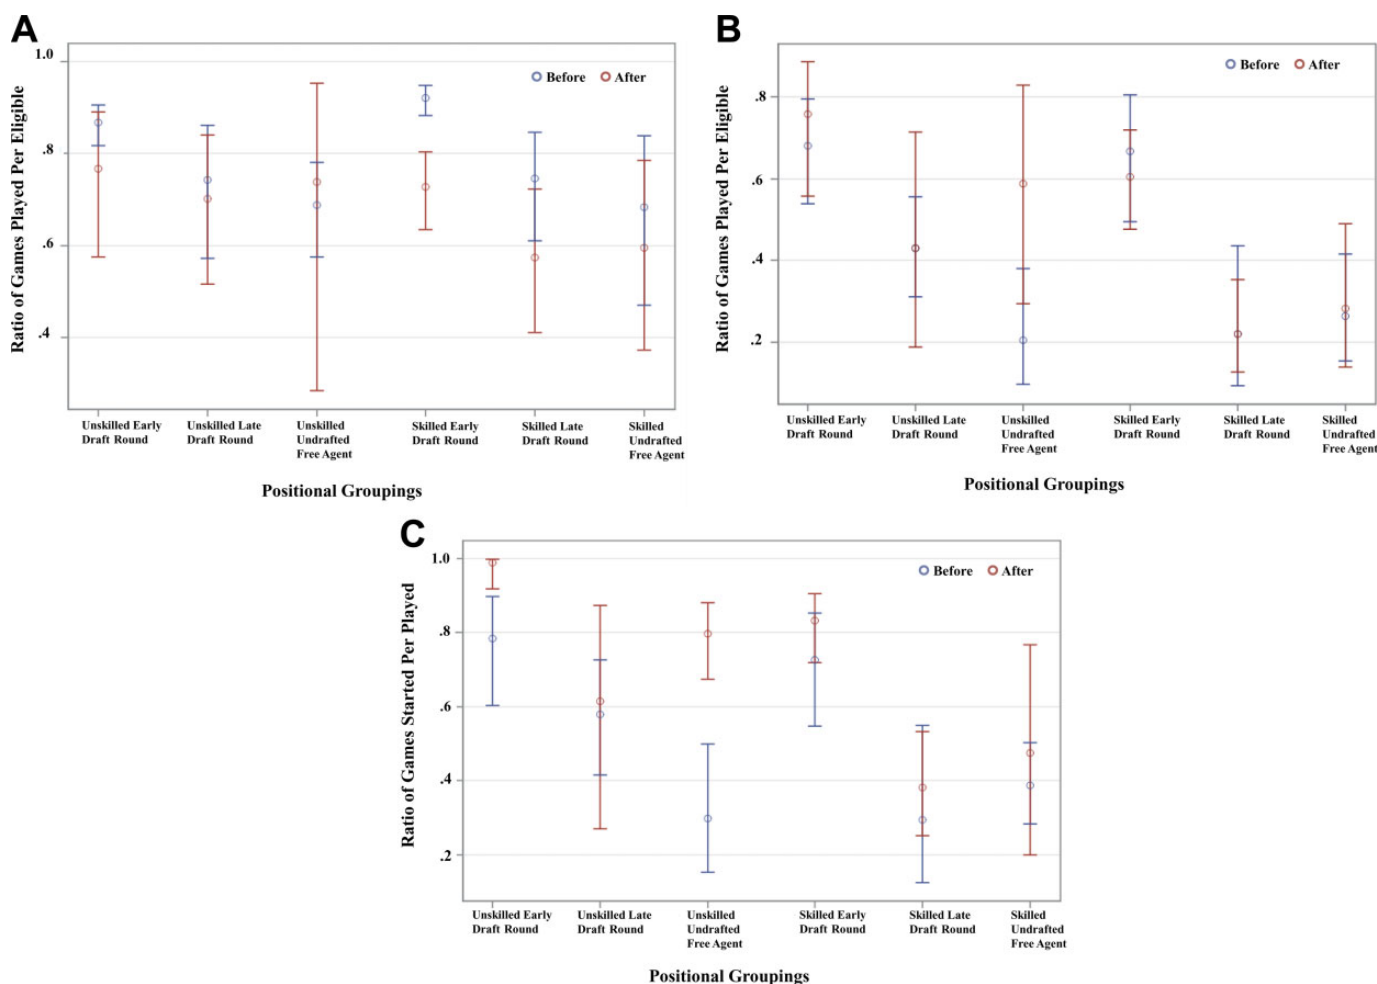 A
Ratio of Games Played Per Eligible
1.0
.8
.6
.4
Before After
Unskilled Early
Draft Round
Unskilled Late
Draft Round
Unskilled
Undrafted
Free Agent
Skilled Early
Draft Round
Skilled Late
Draft Round
Skilled
Undrafted
Free Agent
Positional Groupings
B
Ratio of Games Played Per Eligible
.8
.6
.4
.2
Before After
Unskilled Early
Draft Round
Unskilled Late
Draft Round
Unskilled
Undrafted
Free Agent
Skilled Early
Draft Round
Skilled Late
Draft Round
Skilled
Undrafted
Free Agent
Positional Groupings
C
Ratio of Games Started Per Played
1.0
.8
.6
.4
.2
Before After
Unskilled Early
Draft Round
Unskilled Late
Draft Round
Unskilled
Undrafted
Free Agent
Skilled Early
Draft Round
Skilled Late
Draft Round
Skilled
Undrafted
Free Agent
Positional Groupings